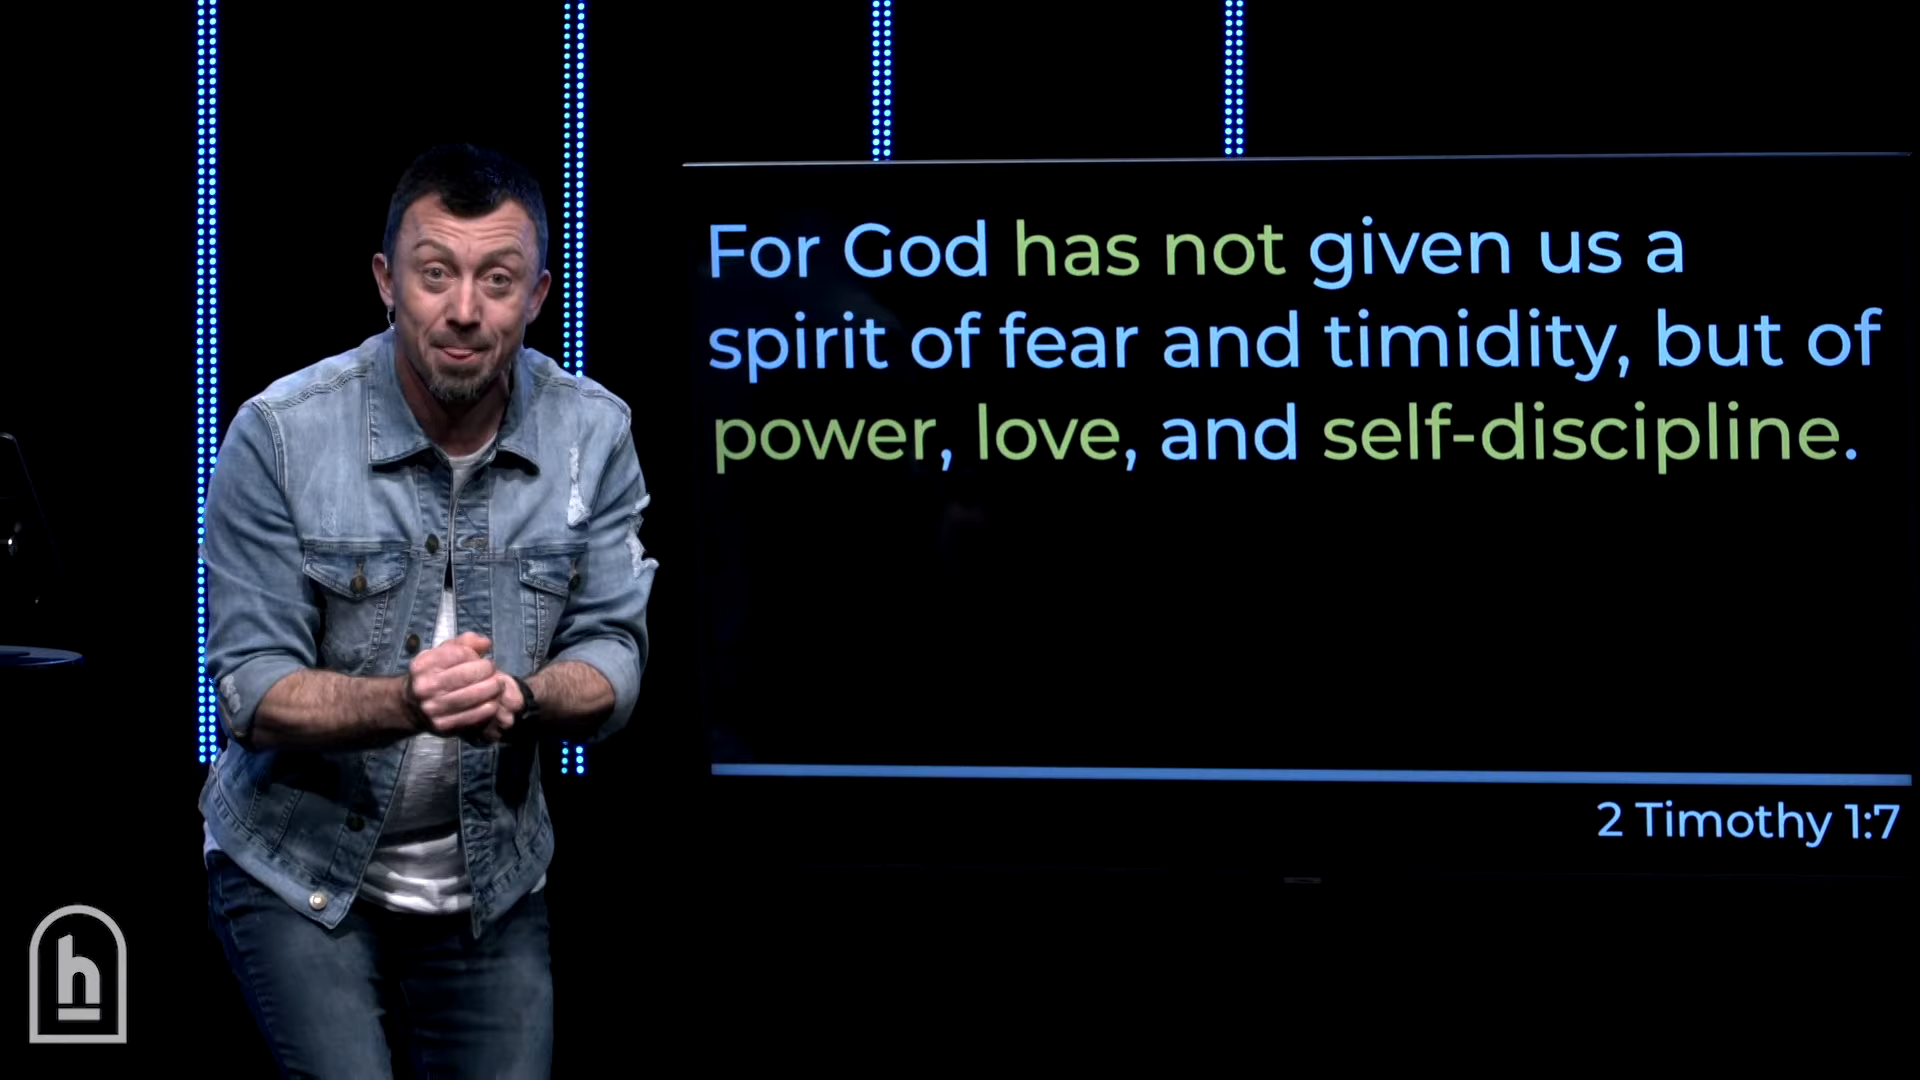 For God has not given us a
spirit of fear and timidity, but of
power, love, and self-discipline.
2 Timothy 1:7
h